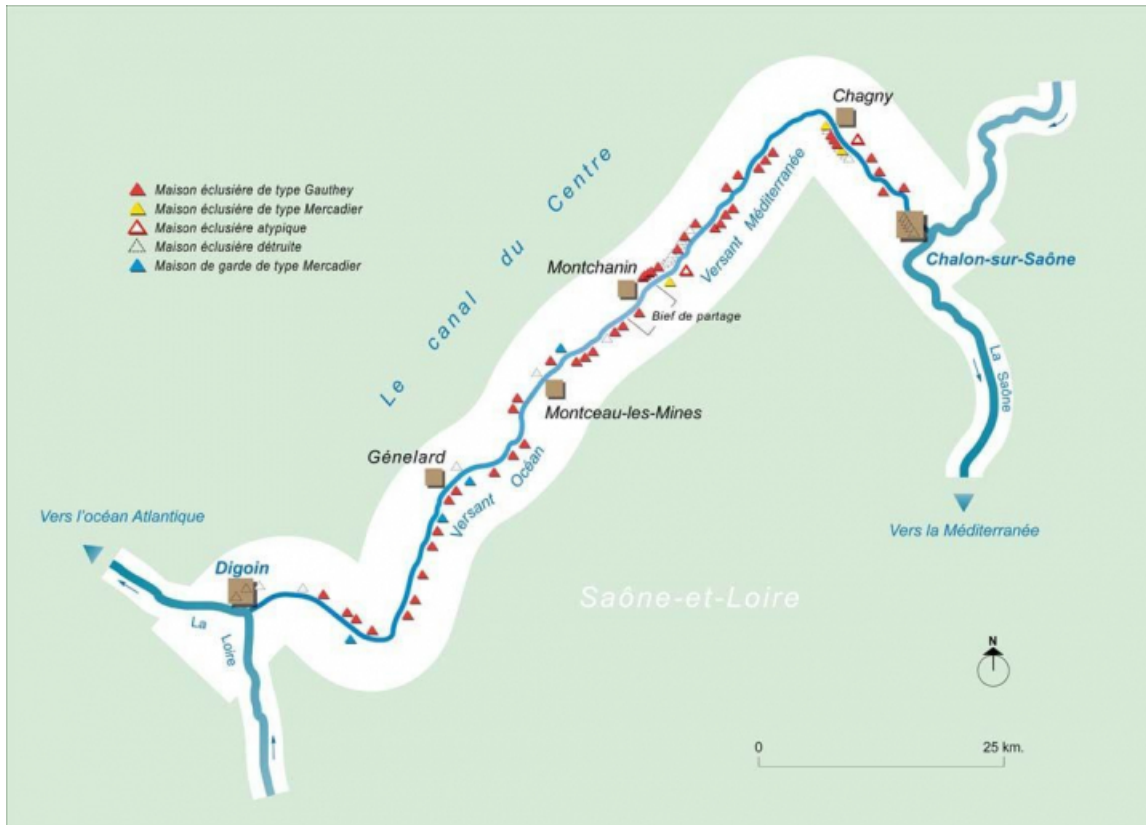 Chagny
Le canal du Centre
Maison éclusière de type Gauthey
Maison éclusière de type Mercadier
Maison éclusière atypique
Maison éclusière détruite
Maison de garde de type Mercadier
Versant Méditerranée
Montchanin
Chalon-sur-Saône
Bief de partage
La Saône
Montceau-les-Mines
Génelard
Versant Océan
Vers l'océan Atlantique
Vers la Méditerranée
Digoin
Saône-et-Loire
La Loire
N
0 25 km.